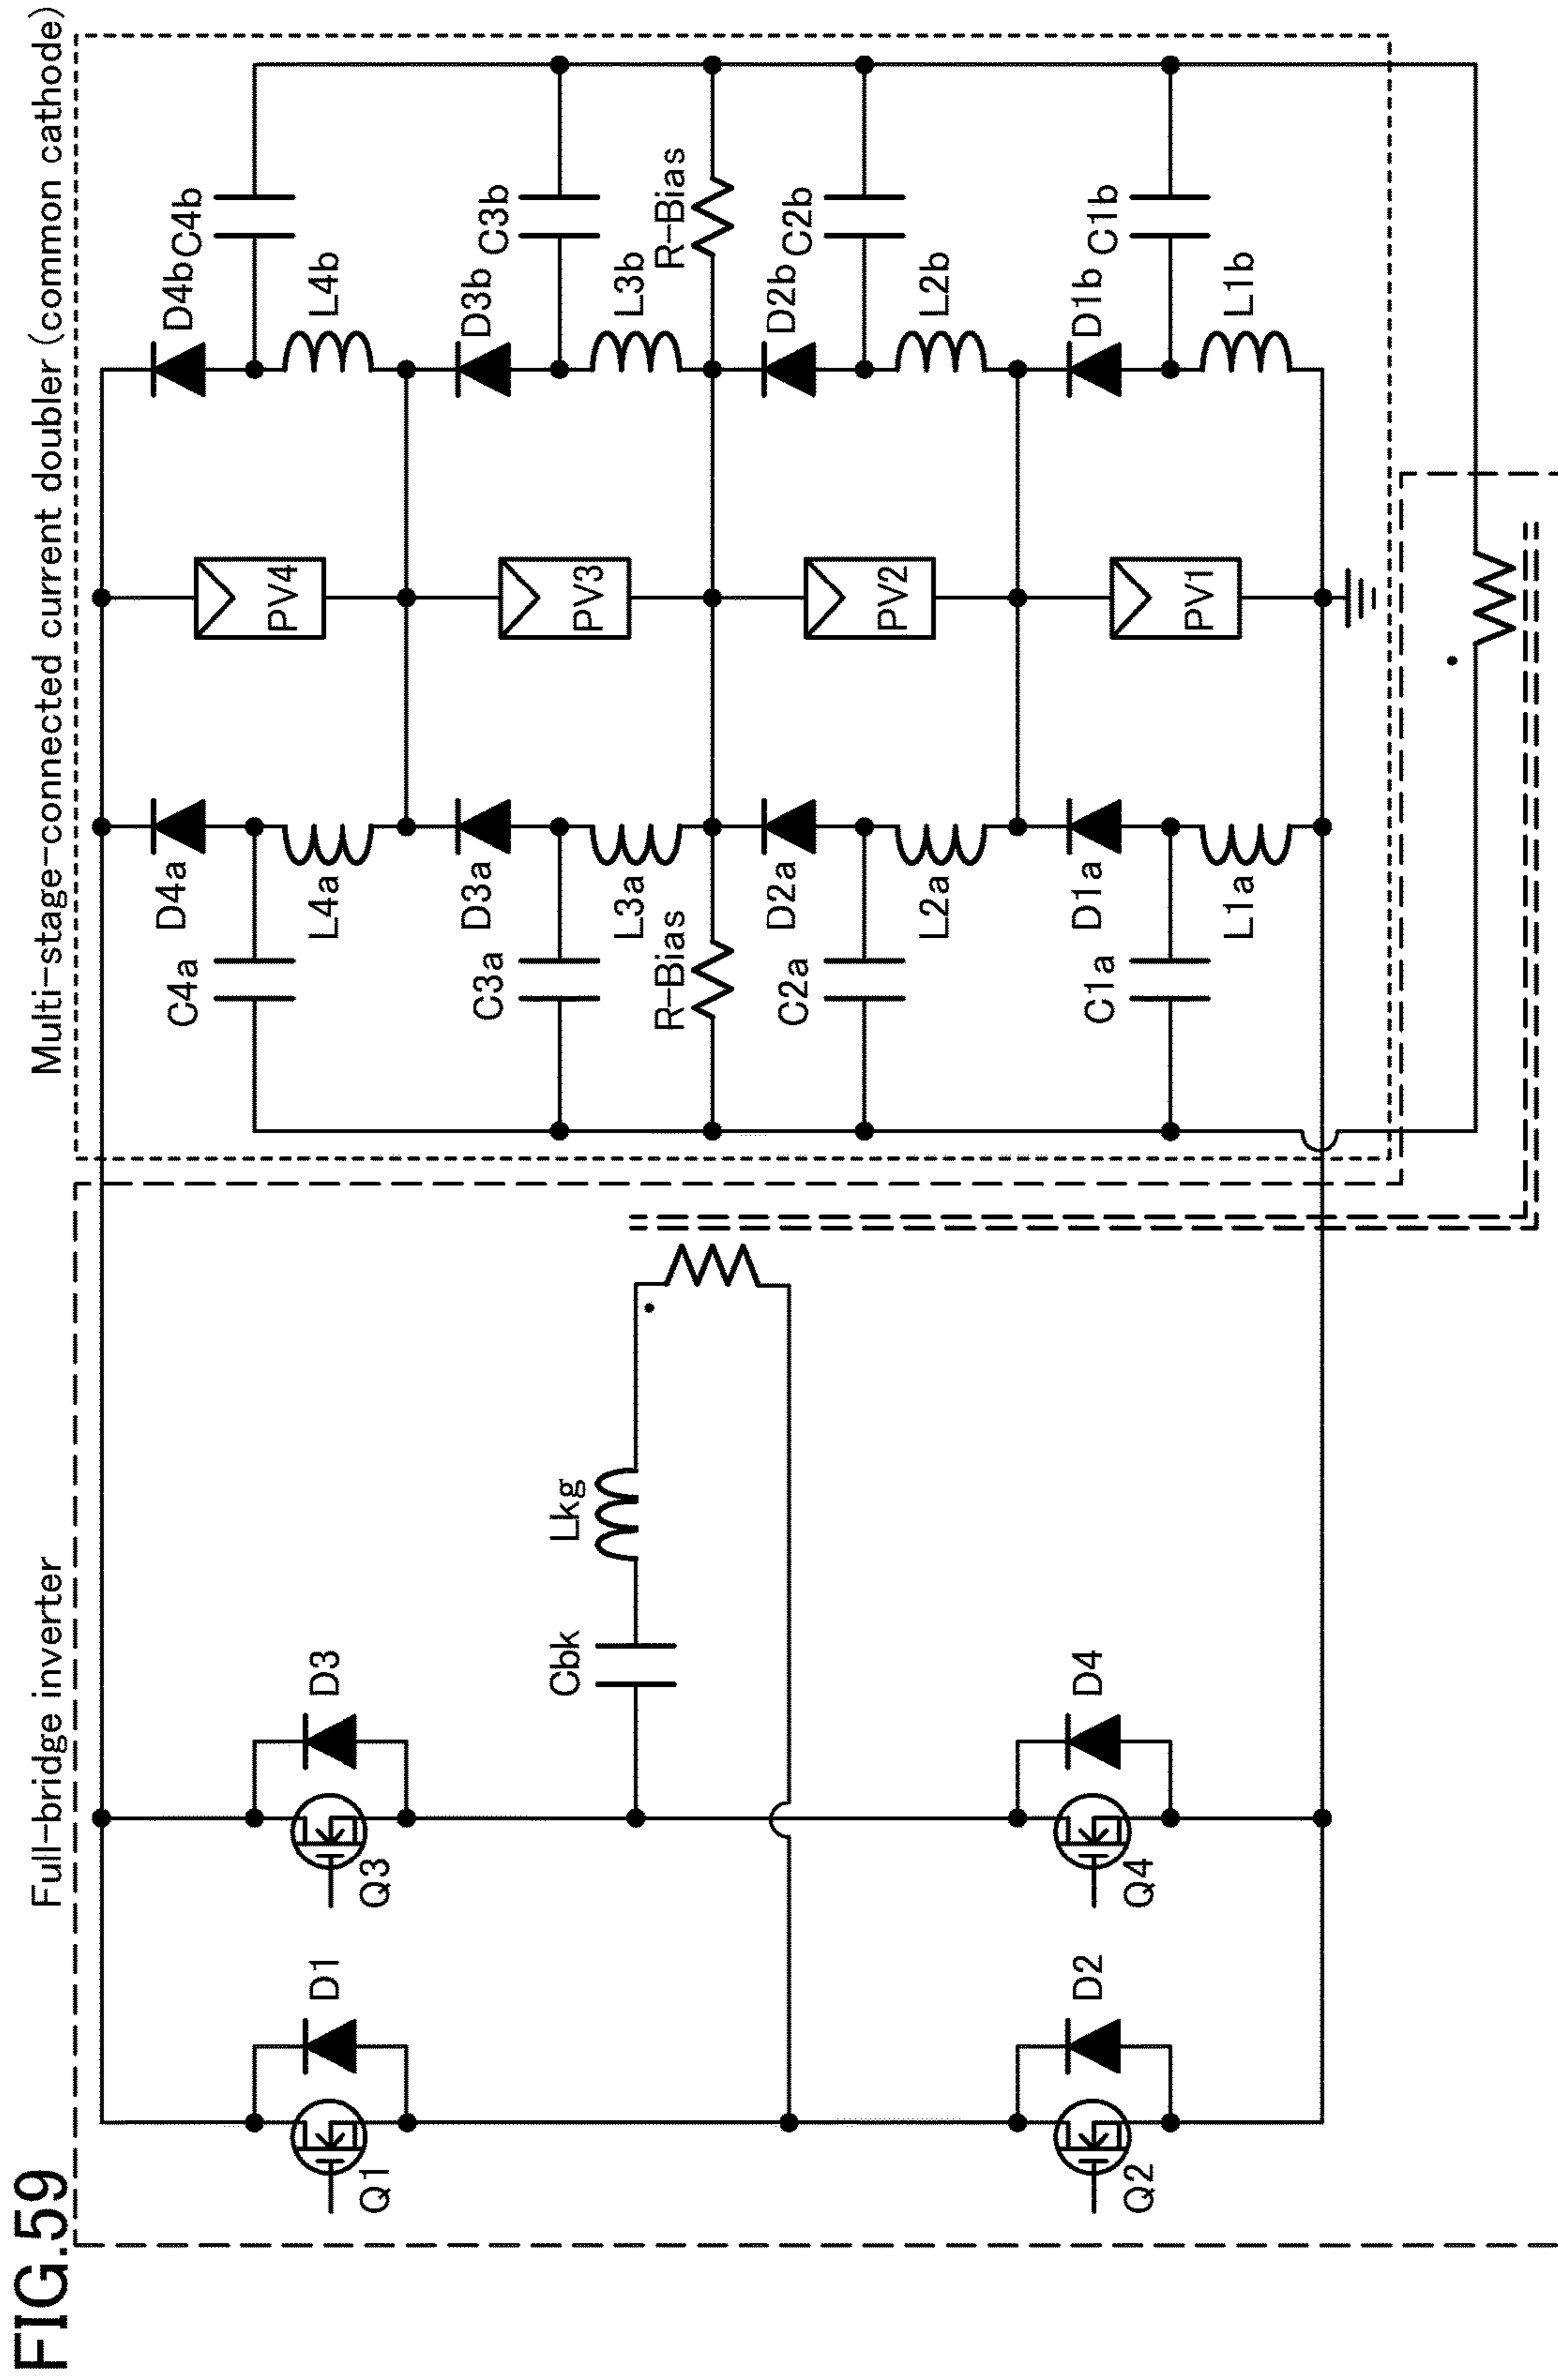 FIG.59
Full-bridge inverter
Multi-stage-connected current doubler (common cathode)
Q1
D1
Q3
D3
Q2
D2
Q4
D4
Cbk
Lkg
C4a
D4a
L4a
PV4
D4b
C4b
L4b
C3a
D3a
L3a
PV3
D3b
C3b
L3b
R-Bias
R-Bias
C2a
D2a
L2a
PV2
D2b
C2b
L2b
C1a
D1a
L1a
PV1
D1b
C1b
L1b